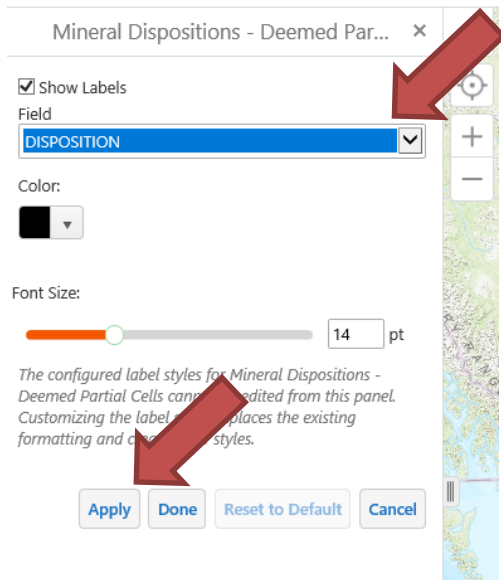 Mineral Dispositions - Deemed Par... ×
Show Labels
Field
DISPOSITION
Color:
Font Size:
14 pt
The configured label styles for Mineral Dispositions -
Deemed Partial Cells edited from this panel.
Customizing the label places the existing
formatting and styles.
Apply Done Reset to Default Cancel
+
−
RY RANG